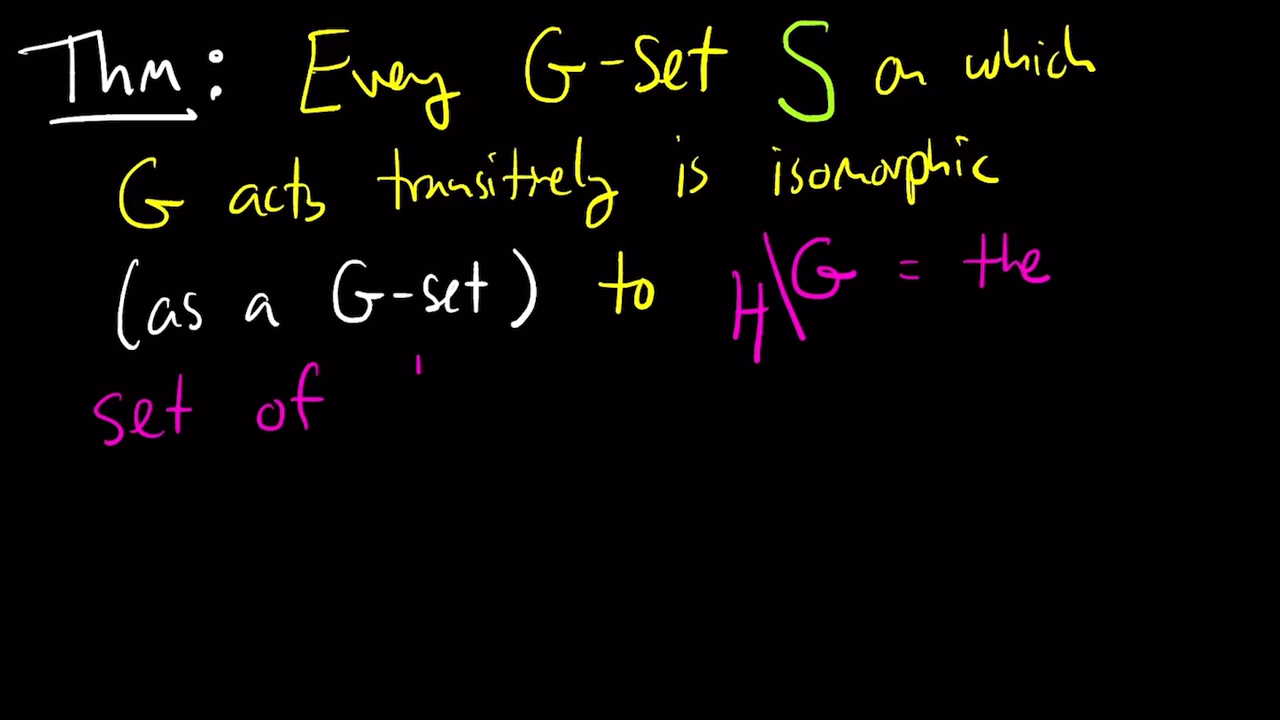 Thm: Every G-set S on which
G acts transitively is isomorphic
(as a G-set) to H\G = the
set of